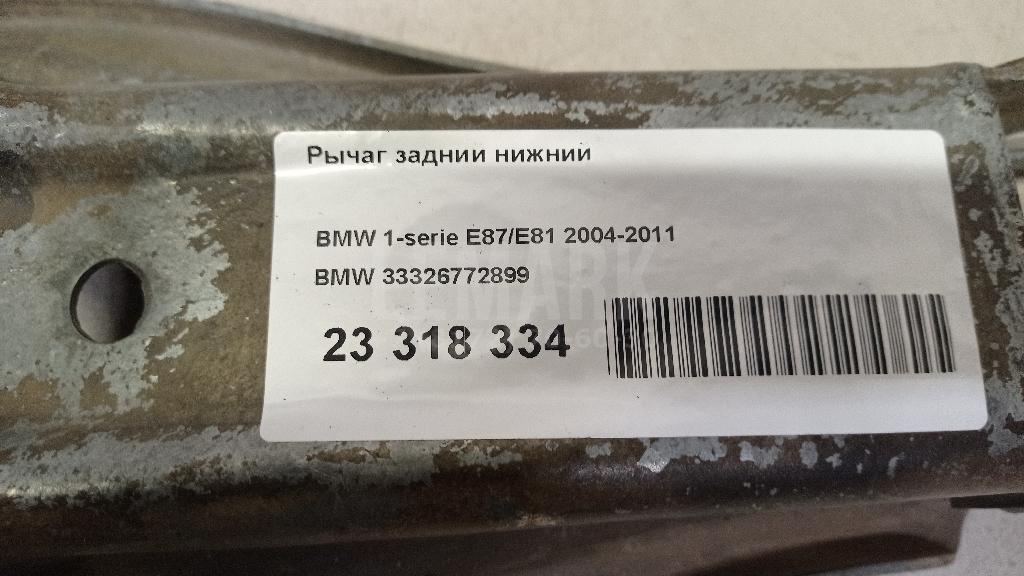 Рычаг заднии нижнии
BMW 1-serie E87/E81 2004-2011
BMW 33326772899
23 318 334